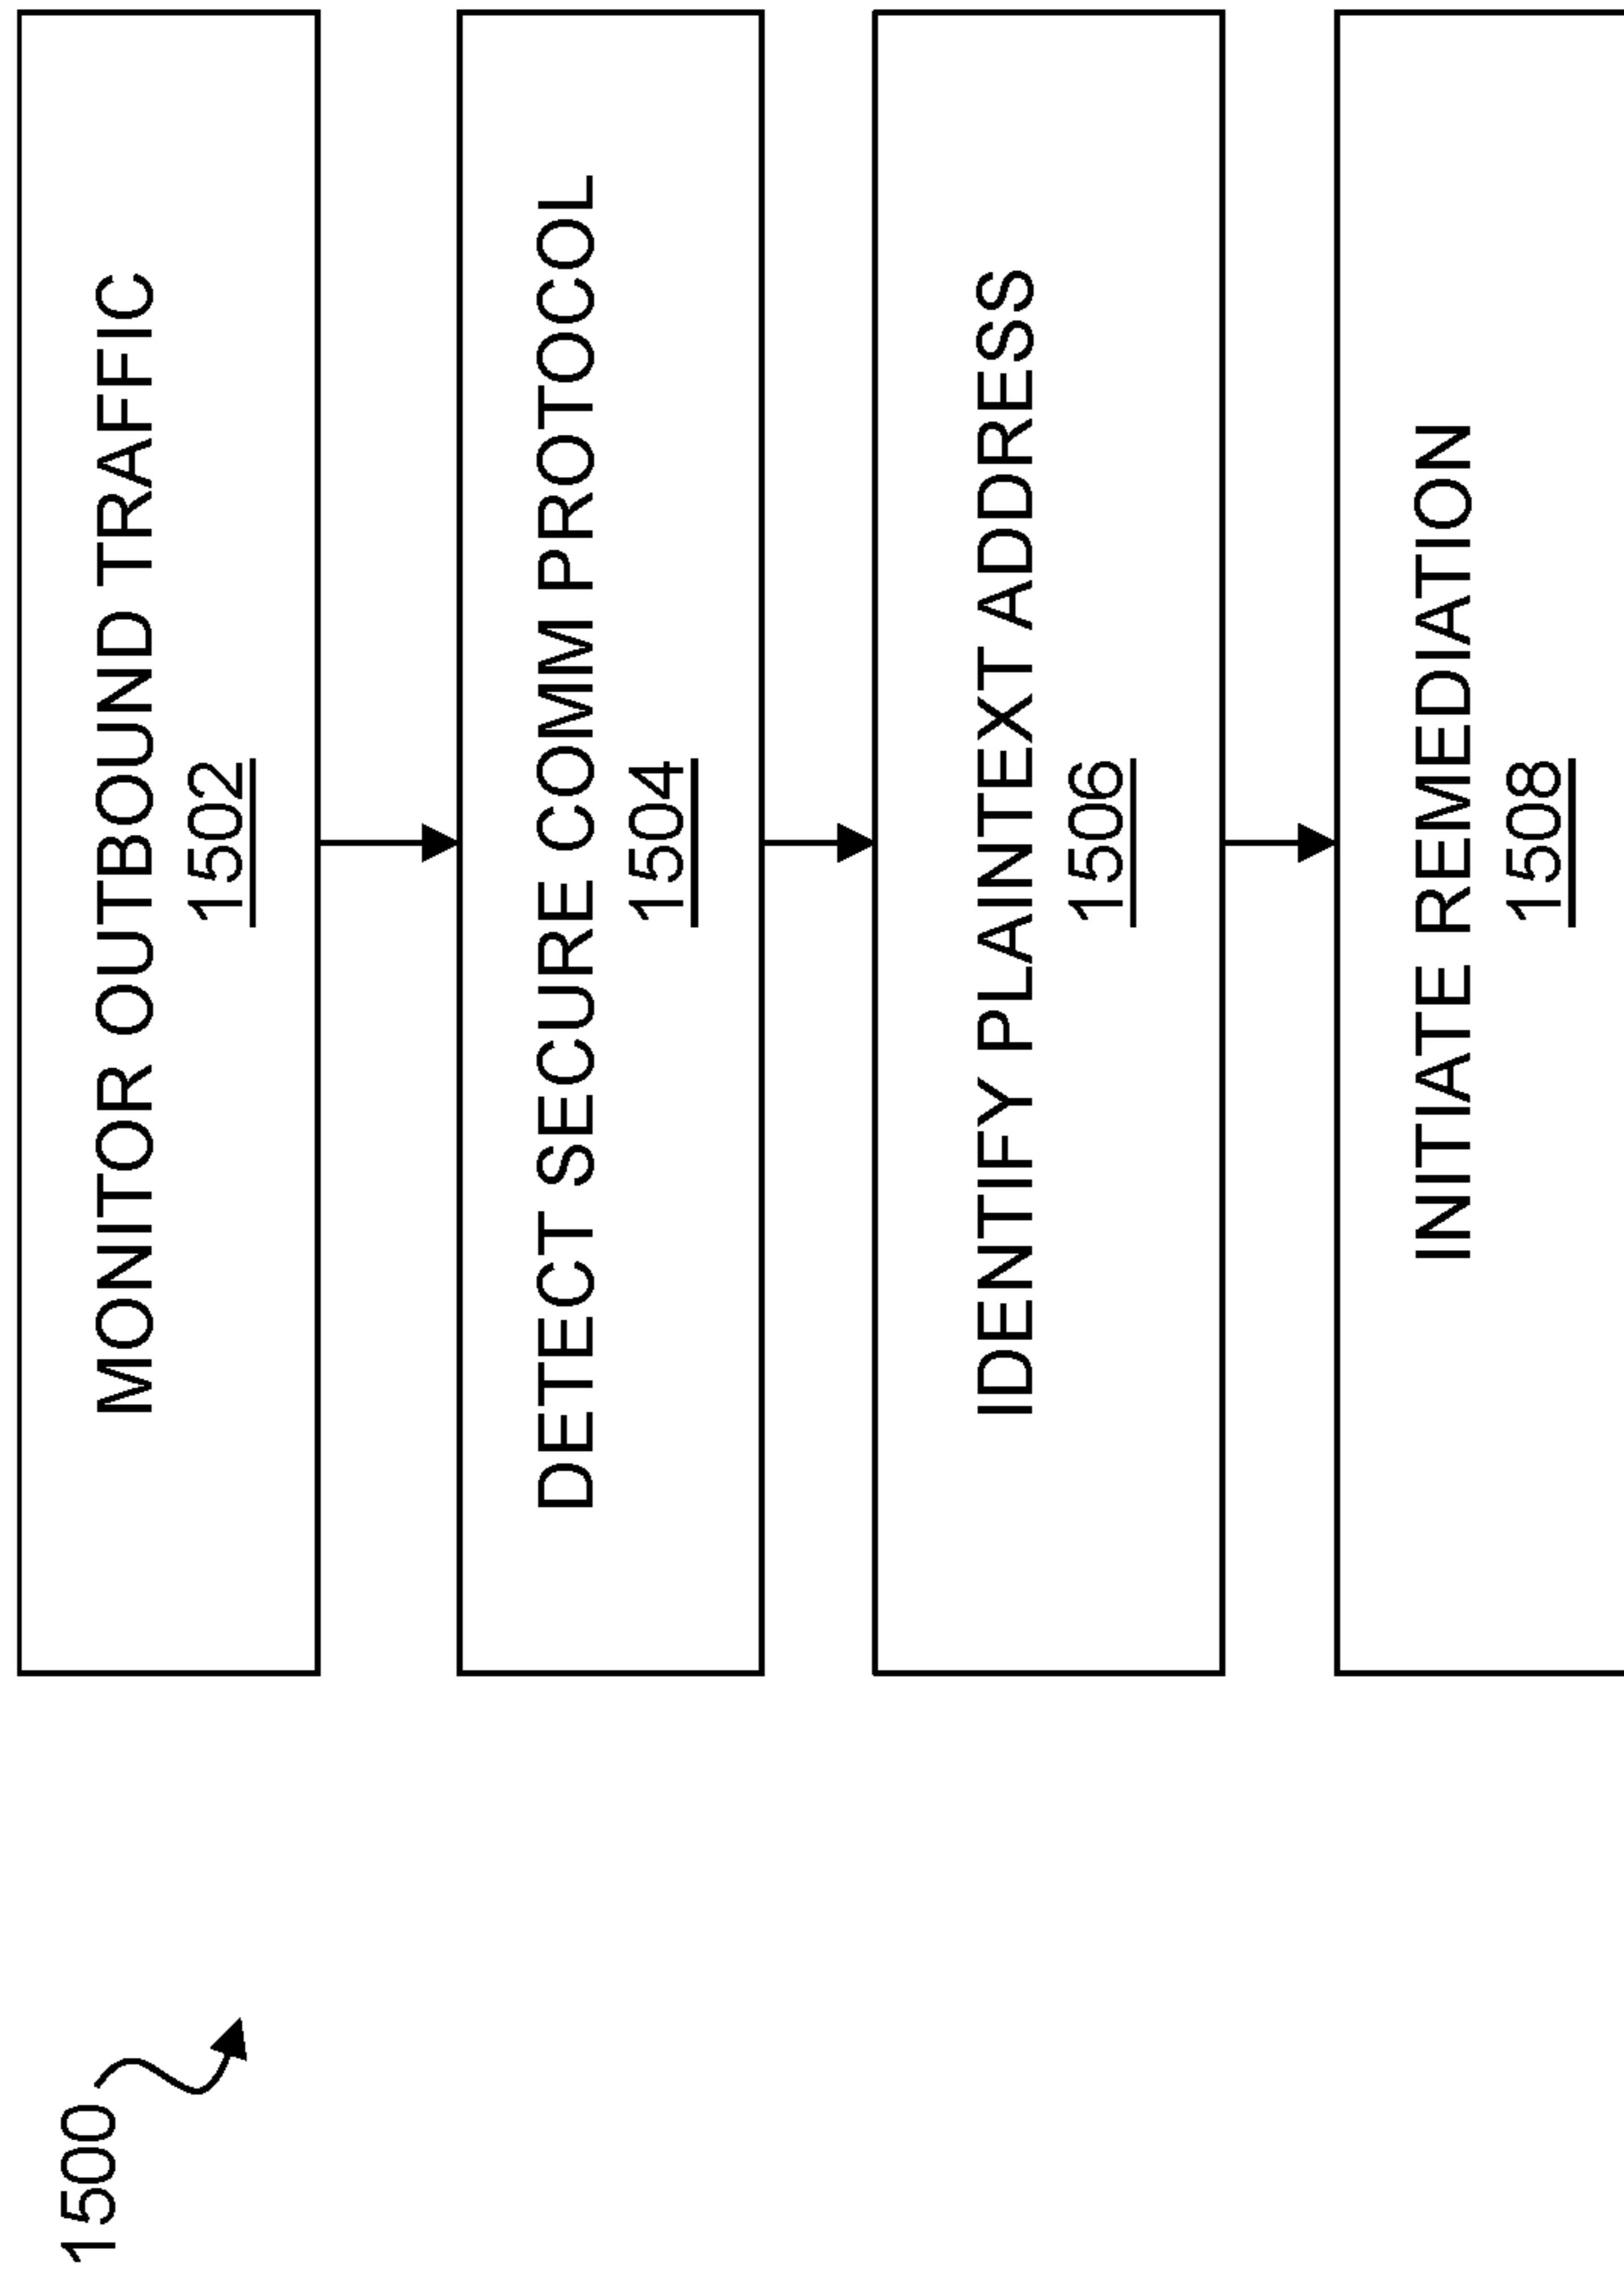 1500
MONITOR OUTBOUND TRAFFIC
1502
DETECT SECURE COMM PROTOCOL
1504
IDENTIFY PLAINTEXT ADDRESS
1506
INITIATE REMEDIATION
1508